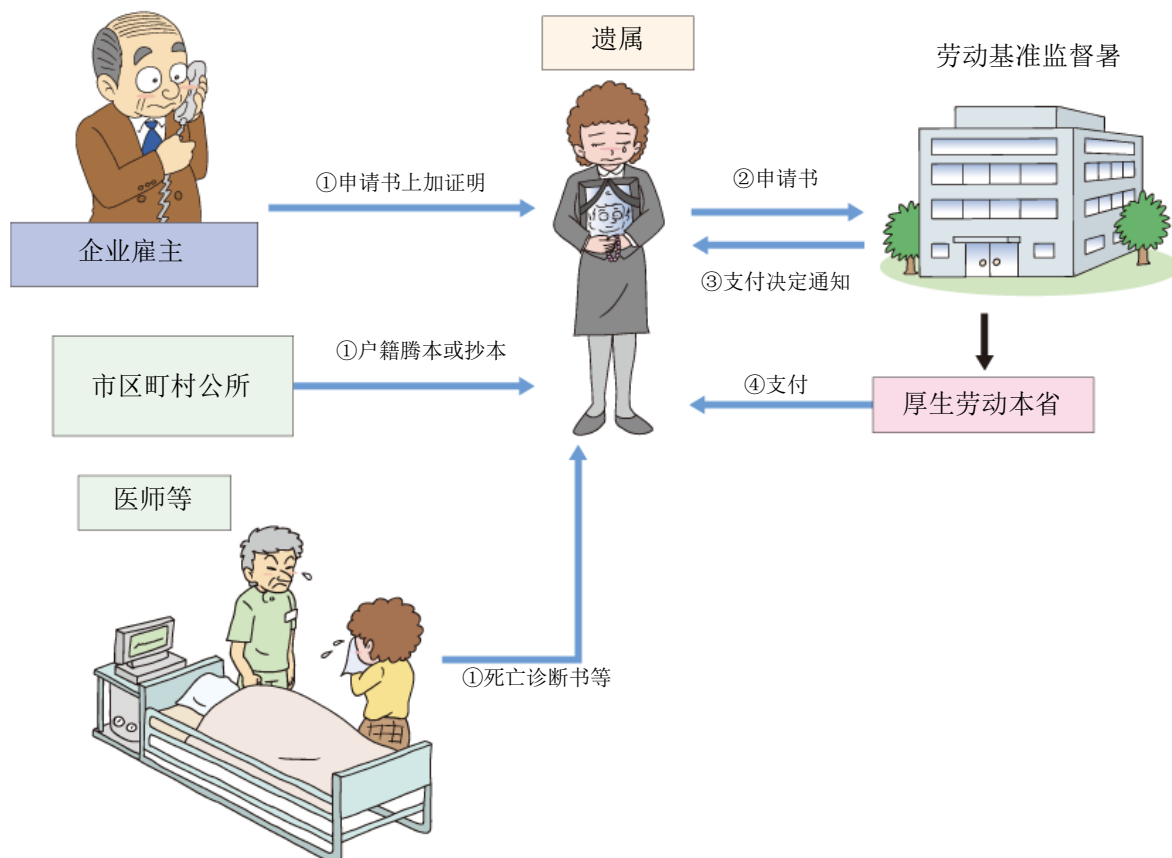 遗属
劳动基准监督暑
①申请书上加证明
②申请书
企业雇主
③支付决定通知
①户籍腾本或抄本
市区町村公所
④支付
厚生劳动本省
医师等
①死亡诊断书等